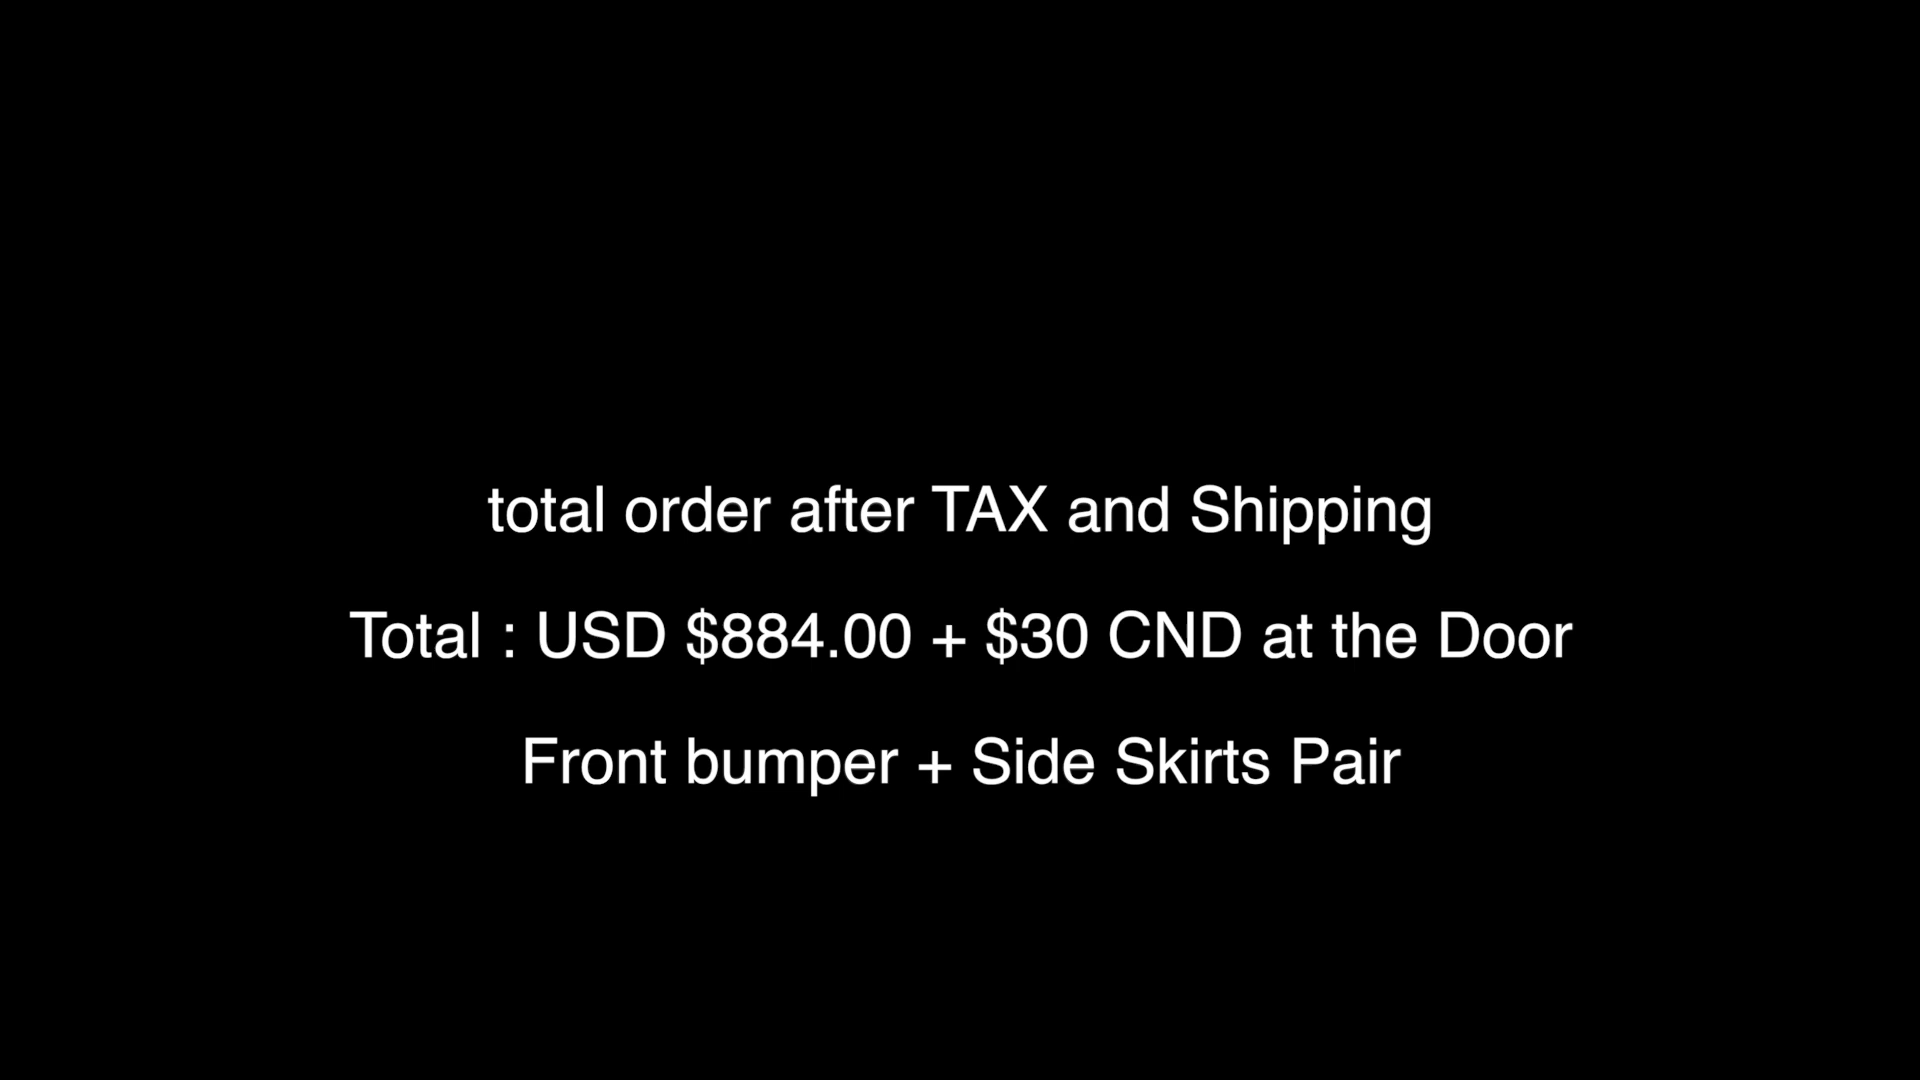 total order after TAX and Shipping
Total : USD $884.00 + $30 CND at the Door
Front bumper + Side Skirts Pair